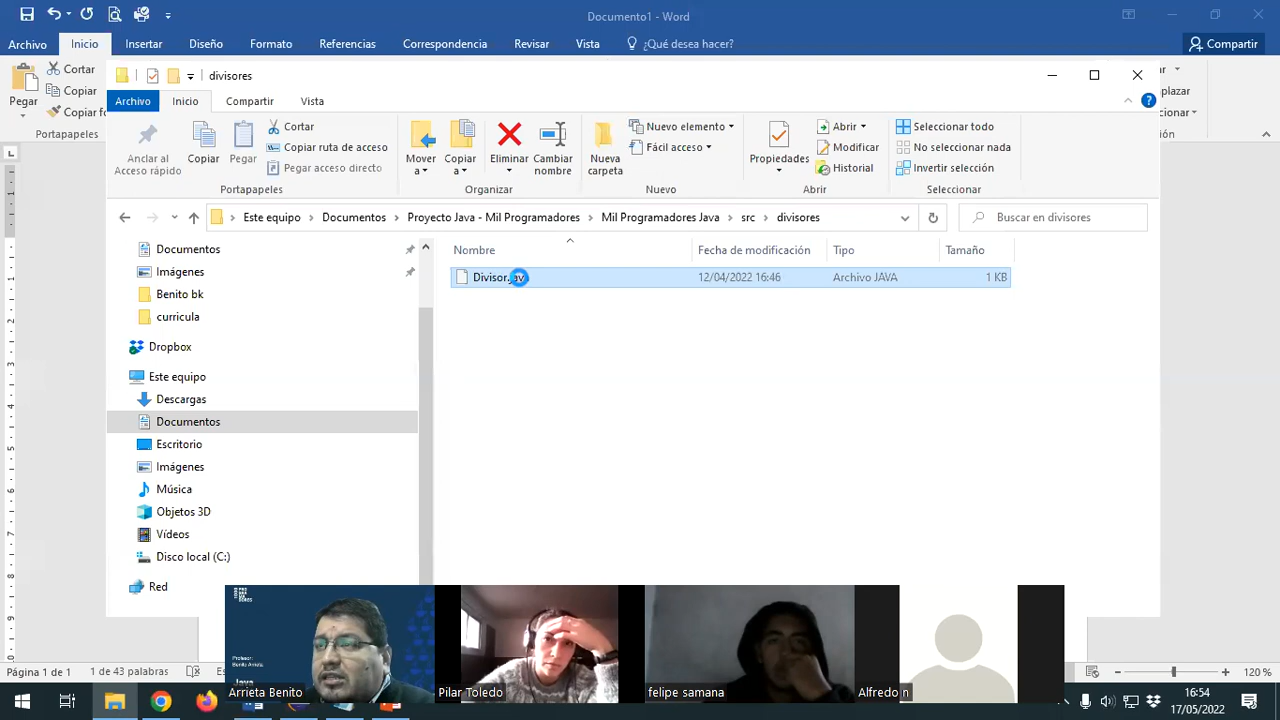 Documento1 - Word
Archivo Inicio Insertar Diseño Formato Referencias Correspondencia Revisar Vista ¿Qué desea hacer? Compartir
Pegar
Cortar
Copiar
Portapapeles
divisores
Archivo Inicio Compartir Vista
Anclar al Acceso rápido
Copiar
Pegar
Cortar
Copiar ruta de acceso
Pegar acceso directo
Portapapeles
Mover a
Copiar a
Eliminar
Cambiar nombre
Organizar
Nueva carpeta
Nuevo elemento
Fácil acceso
Nuevo
Propiedades
Abrir
Modificar
Historial
Abrir
Seleccionar todo
No seleccionar nada
Invertir selección
Seleccionar
Este equipo Documentos Proyecto Java - Mil Programadores Mil Programadores Java src divisores
Buscar en divisores
Nombre Fecha de modificación Tipo Tamaño
12/04/2022 16:46 Archivo JAVA 1 KB
Documentos
Imágenes
Benito bk
curricula
Dropbox
Este equipo
Descargas
Documentos
Escritorio
Imágenes
Música
Objetos 3D
Vídeos
Disco local (C:)
Red
Página 1 de 1 1 de 43 palabras
120 %
Profesor:
Benito Arrieta
Java
Arrieta Benito
Pilar Toledo
felipe samana
Alfredo n
16:54
17/05/2022